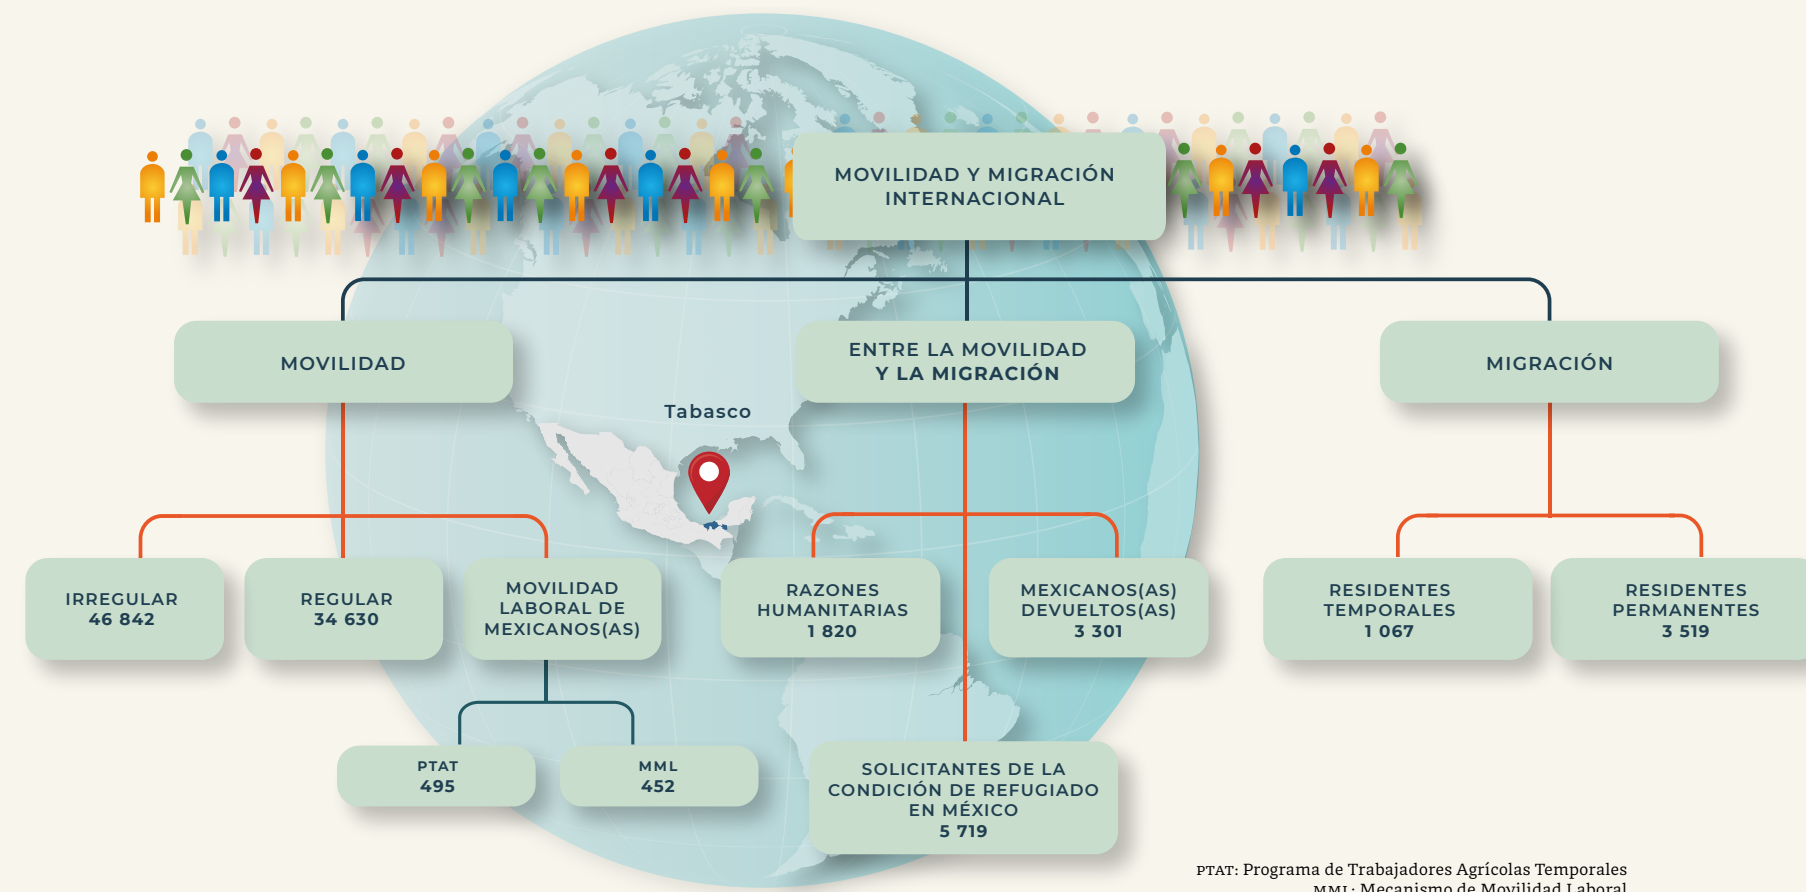 MOVILIDAD Y MIGRACIÓN
INTERNACIONAL
MOVILIDAD
ENTRE LA MOVILIDAD
Y LA MIGRACIÓN
MIGRACIÓN
Tabasco
IRREGULAR
46 842
REGULAR
34 630
MOVILIDAD
LABORAL DE
MEXICANOS(AS)
RAZONES
HUMANITARIAS
1 820
MEXICANOS(AS)
DEVUELTOS(AS)
3 301
RESIDENTES
TEMPORALES
1 067
RESIDENTES
PERMANENTES
3 519
PTAT
495
MML
452
SOLICITANTES DE LA
CONDICIÓN DE REFUGIADO
EN MÉXICO
5 719
PTAT: Programa de Trabajadores Agrícolas Temporales
MML: Mecanismo de Movilidad Laboral